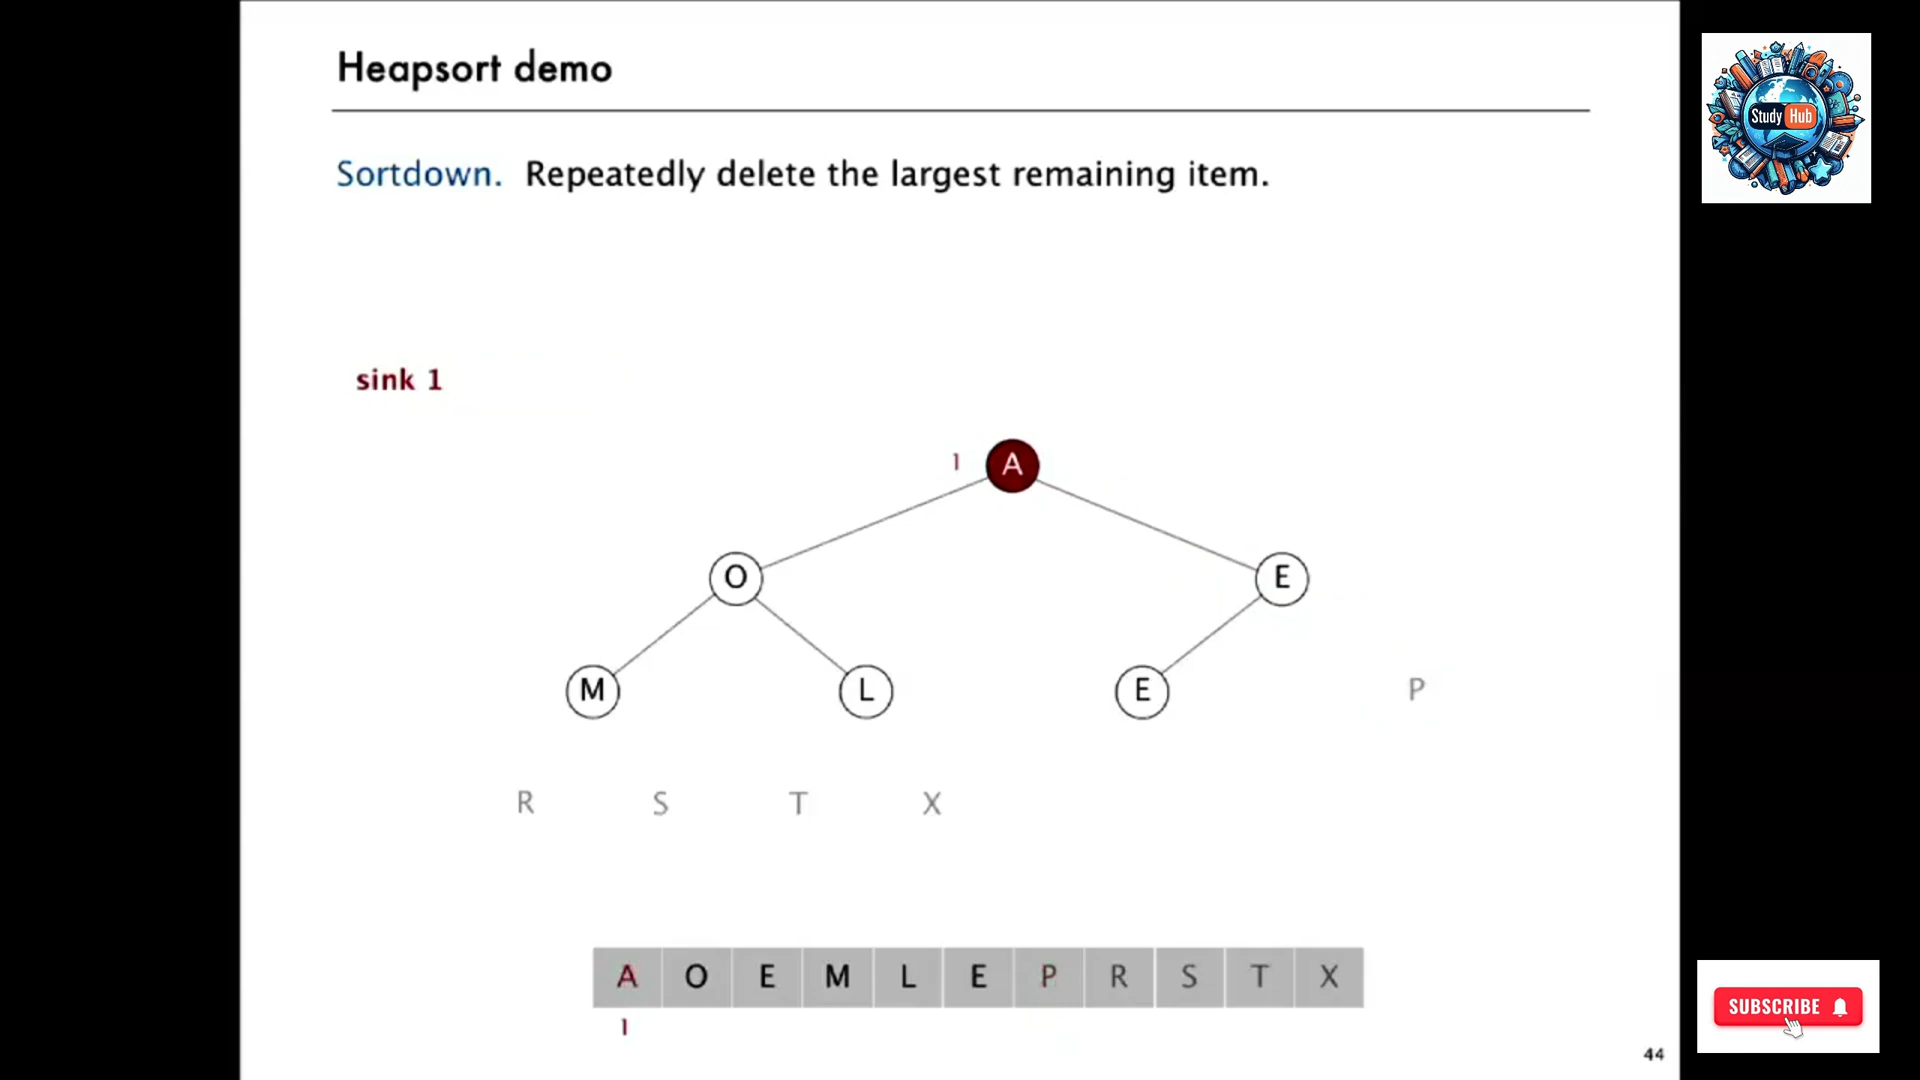 Heapsort demo
Study Hub
Sortdown. Repeatedly delete the largest remaining item.
sink 1
1 A
O E
M L E P
R S T X
A O E M L E P R S T X
1
SUBSCRIBE
44